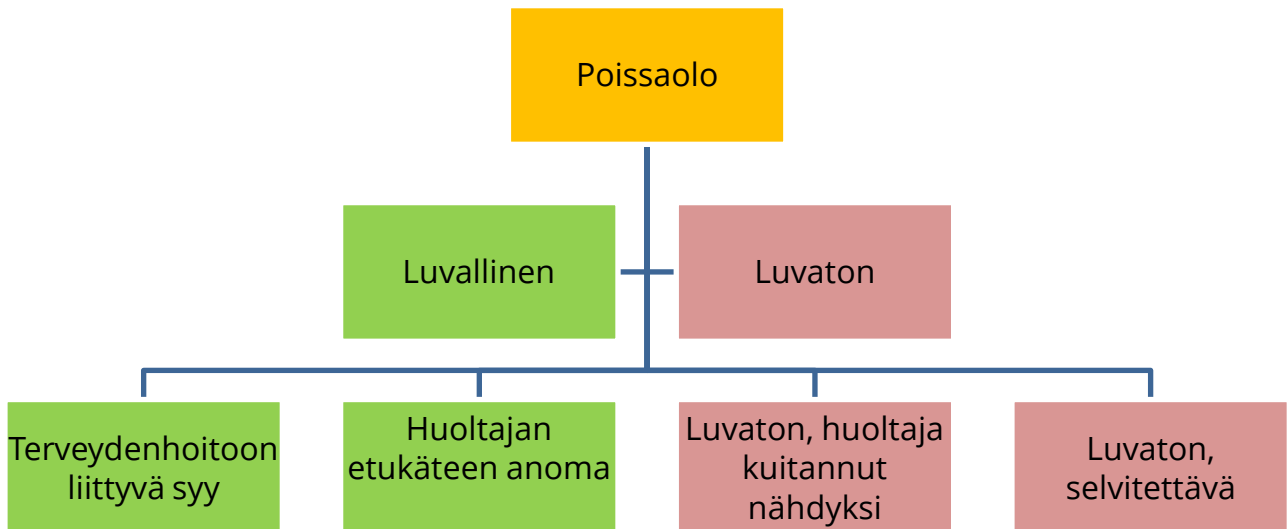 Poissaolo
Luvallinen
Luvaton
Terveydenhoitoon
liittyvä syy
Huoltajan
etukäteen anoma
Luvaton, huoltaja
kuitannut
nähdyksi
Luvaton,
selvitettävä